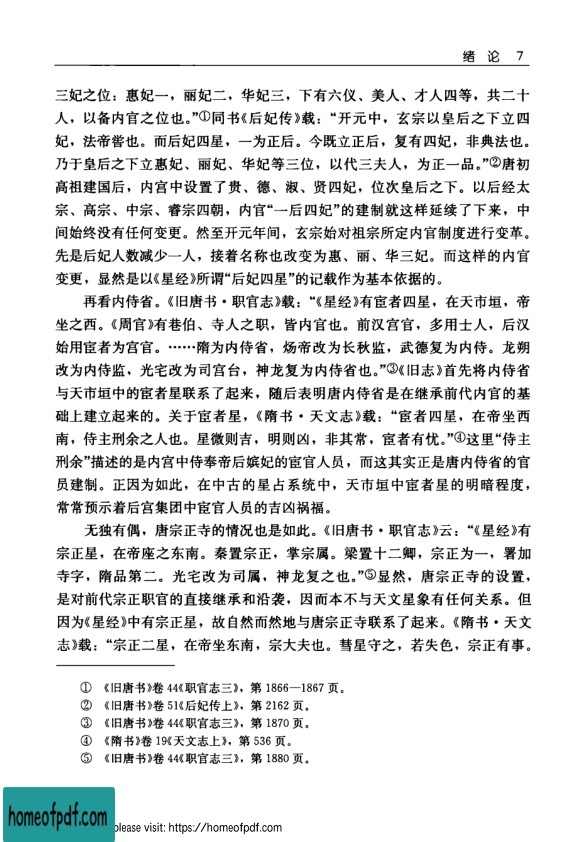 绪 论 7
三妃之位：惠妃一，丽妃二，华妃三，下有六仪、美人、才人四等，共二十
人，以备内官之位也。”①同书《后妃传》载：“开元中，玄宗以皇后之下立四
妃，法帝喾也。而后妃四星，一为正后。今既立正后，复有四妃，非典法也。
乃于皇后之下立惠妃、丽妃、华妃等三位，以代三夫人，为正一品。”②唐初
高祖建国后，内宫中设置了贵、德、淑、贤四妃，位次皇后之下。以后经太
宗、高宗、中宗、睿宗四朝，内官“一后四妃”的建制就这样延续了下来，中
间始终没有任何变更。然至开元年间，玄宗始对祖宗所定内官制度进行变革。
先是后妃人数减少一人，接着名称也改变为惠、丽、华三妃。而这样的内官
变更，显然是以《星经》所谓“后妃四星”的记载作为基本依据的。
再看内侍省。《旧唐书·职官志》载：“《星经》有宦者四星，在天市垣，帝
坐之西。《周官》有巷伯、寺人之职，皆内官也。前汉宫官，多用士人，后汉
始用宦者为宫官。……隋为内侍省，炀帝改为长秋监，武德复为内侍。龙朔
改为内侍监，光宅改为司宫台，神龙复为内侍省也。”③《旧志》首先将内侍省
与天市垣中的宦者星联系了起来，随后表明唐内侍省是在继承前代内官的基
础上建立起来的。关于宦者星，《隋书·天文志》载：“宦者四星，在帝坐西
南，侍主刑余之人也。星微则吉，明则凶，非其常，宦者有忧。”④这里“侍主
刑余”描述的是内宫中侍奉帝后嫔妃的宦官人员，而这其实正是唐内侍省的官
员建制。正因为如此，在中古的星占系统中，天市垣中宦者星的明暗程度，
常常预示着后宫集团中宦官人员的吉凶祸福。
无独有偶，唐宗正寺的情况也是如此。《旧唐书·职官志》云：“《星经》有
宗正星，在帝座之东南。秦置宗正，掌宗属。梁置十二卿，宗正为一，署加
寺字，隋品第二。光宅改为司属，神龙复之也。”⑤显然，唐宗正寺的设置，
是对前代宗正职官的直接继承和沿袭，因而本不与天文星象有任何关系。但
因为《星经》中有宗正星，故自然而然地与唐宗正寺联系了起来。《隋书·天文
志》载：“宗正二星，在帝坐东南，宗大夫也。彗星守之，若失色，宗正有事。
① 《旧唐书》卷 44《职官志三》，第 1866—1867 页。
② 《旧唐书》卷 51《后妃传上》，第 2162 页。
③ 《旧唐书》卷 44《职官志三》，第 1870 页。
④ 《隋书》卷 19《天文志上》，第 536 页。
⑤ 《旧唐书》卷 44《职官志三》，第 1880 页。
homeofpdf.com
please visit: https://homeofpdf.com